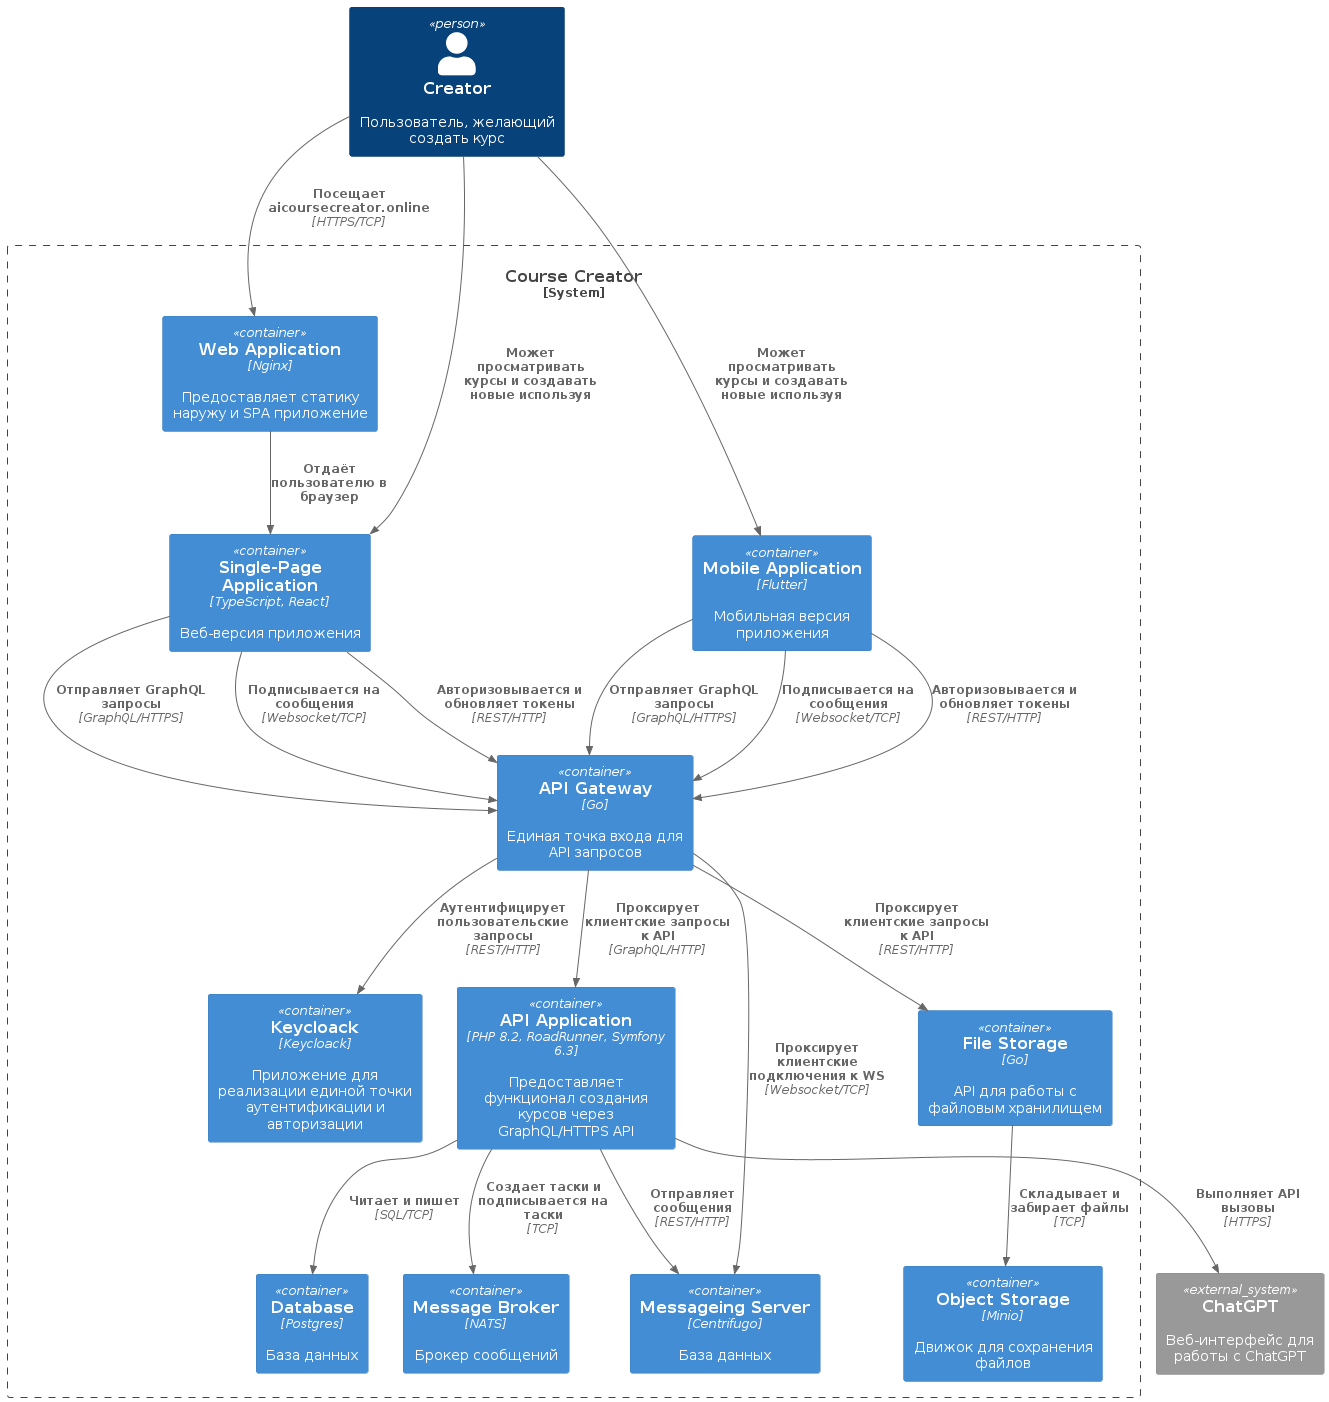 «person»
Creator
Пользователь, желающий
создать курс
Посещает
aicoursecreator.online
[HTTPS/TCP]
Course Creator
[System]
«container»
Web Application
[Nginx]
Предоставляет статику
наружу и SPA приложение
Может
просматривать
курсы и создавать
новые используя
Может
просматривать
курсы и создавать
новые используя
Отдаёт
пользователю в
браузер
«container»
Single-Page
Application
[TypeScript, React]
Веб-версия приложения
«container»
Mobile Application
[Flutter]
Мобильная версия
приложения
Отправляет GraphQL
запросы
[GraphQL/HTTPS]
Подписывается на
сообщения
[Websocket/TCP]
Авторизовывается и
обновляет токены
[REST/HTTP]
Отправляет GraphQL
запросы
[GraphQL/HTTPS]
Подписывается на
сообщения
[Websocket/TCP]
Авторизовывается и
обновляет токены
[REST/HTTP]
«container»
API Gateway
[Go]
Единая точка входа для
API запросов
Аутентифицирует
пользовательские
запросы
[REST/HTTP]
Проксирует
клиентские запросы
к API
[GraphQL/HTTP]
Проксирует
клиентские запросы
к API
[REST/HTTP]
«container»
Keycloack
[Keycloack]
Приложение для
реализации единой точки
аутентификации и
авторизации
«container»
API Application
[PHP 8.2, RoadRunner, Symfony
6.3]
Предоставляет
функционал создания
курсов через
GraphQL/HTTPS API
Проксирует
клиентские
подключения к WS
[Websocket/TCP]
«container»
File Storage
[Go]
API для работы с
файловым хранилищем
Читает и пишет
[SQL/TCP]
Создает таски и
подписывается на
таски
[TCP]
Отправляет
сообщения
[REST/HTTP]
Складывает и
забирает файлы
[TCP]
Выполняет API
вызовы
[HTTPS]
«container»
Database
[Postgres]
База данных
«container»
Message Broker
[NATS]
Брокер сообщений
«container»
Messageing Server
[Centrifugo]
База данных
«container»
Object Storage
[Minio]
Движок для сохранения
файлов
«external_system»
ChatGPT
Веб-интерфейс для
работы с ChatGPT